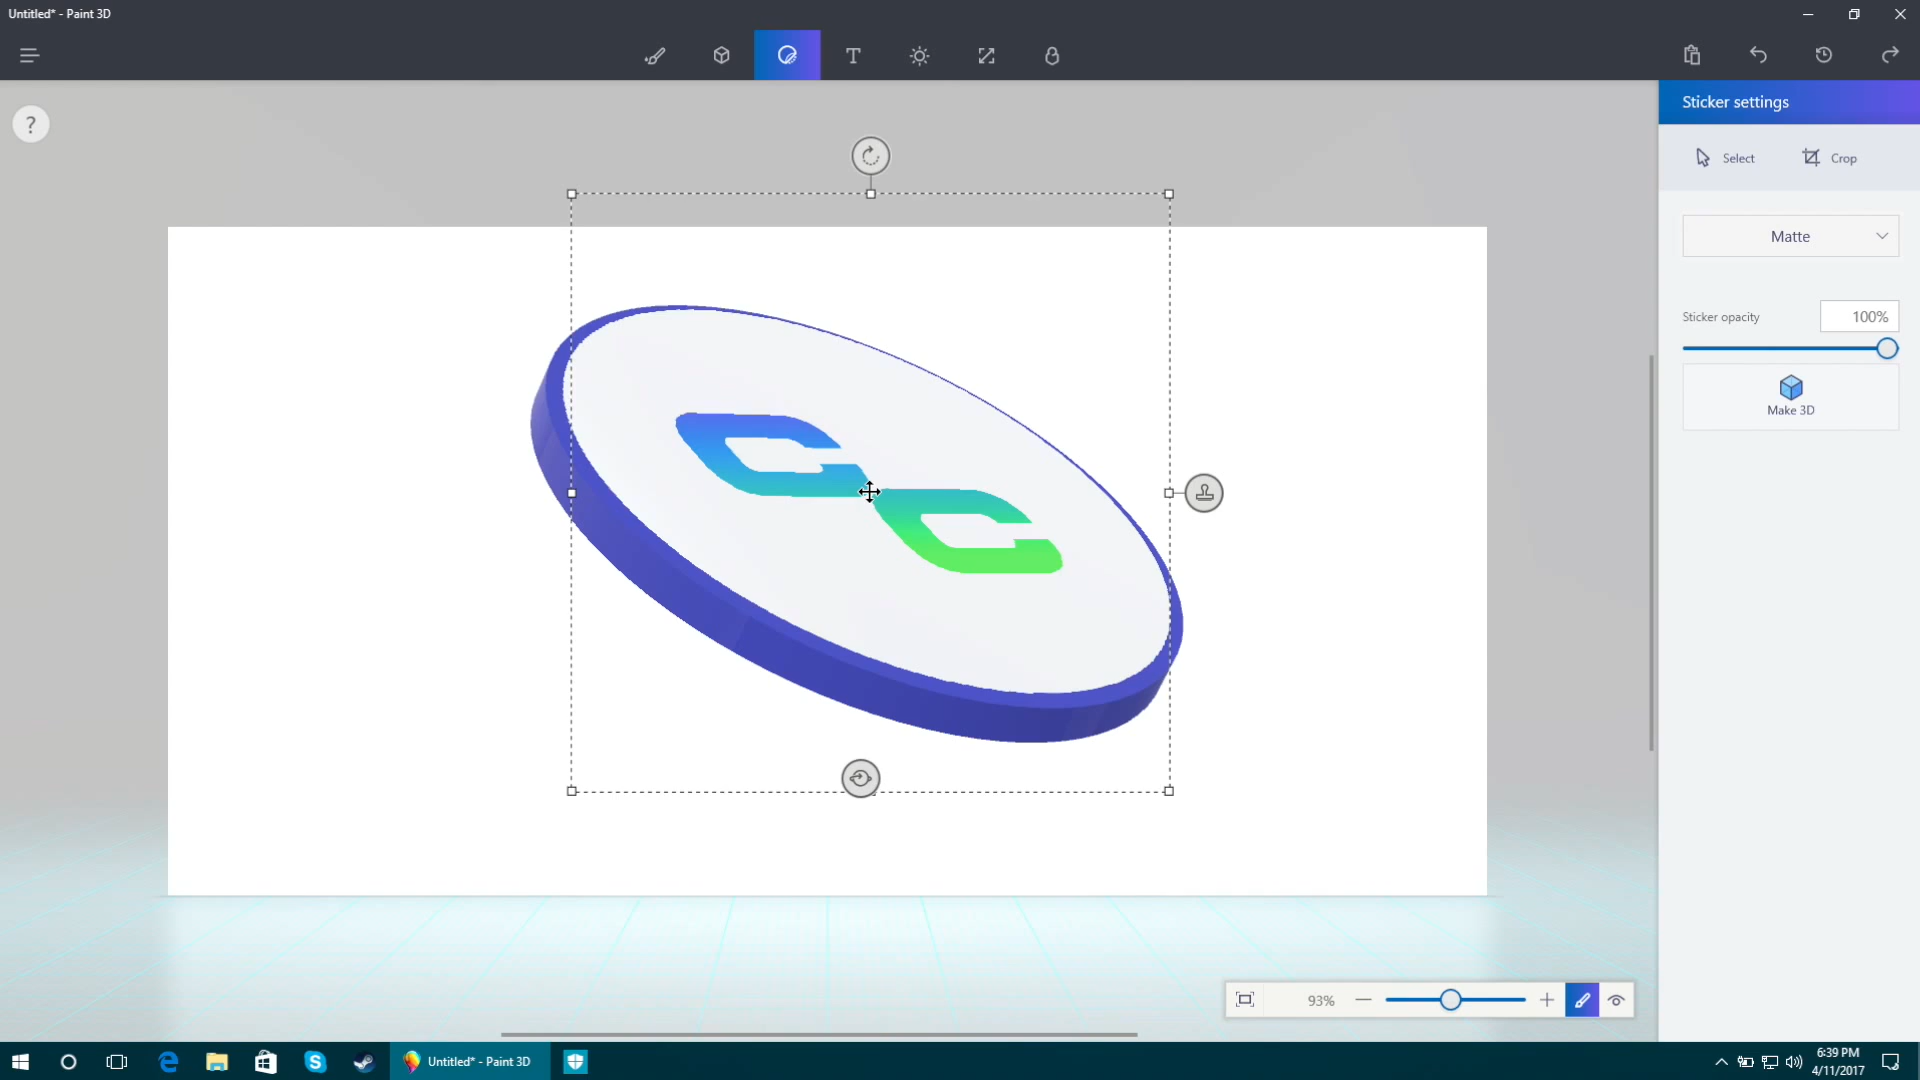 Untitled* - Paint 3D
Sticker settings
Select
Crop
Matte
Sticker opacity
100%
Make 3D
93%
Untitled* - Paint 3D
6:39 PM
4/11/2017